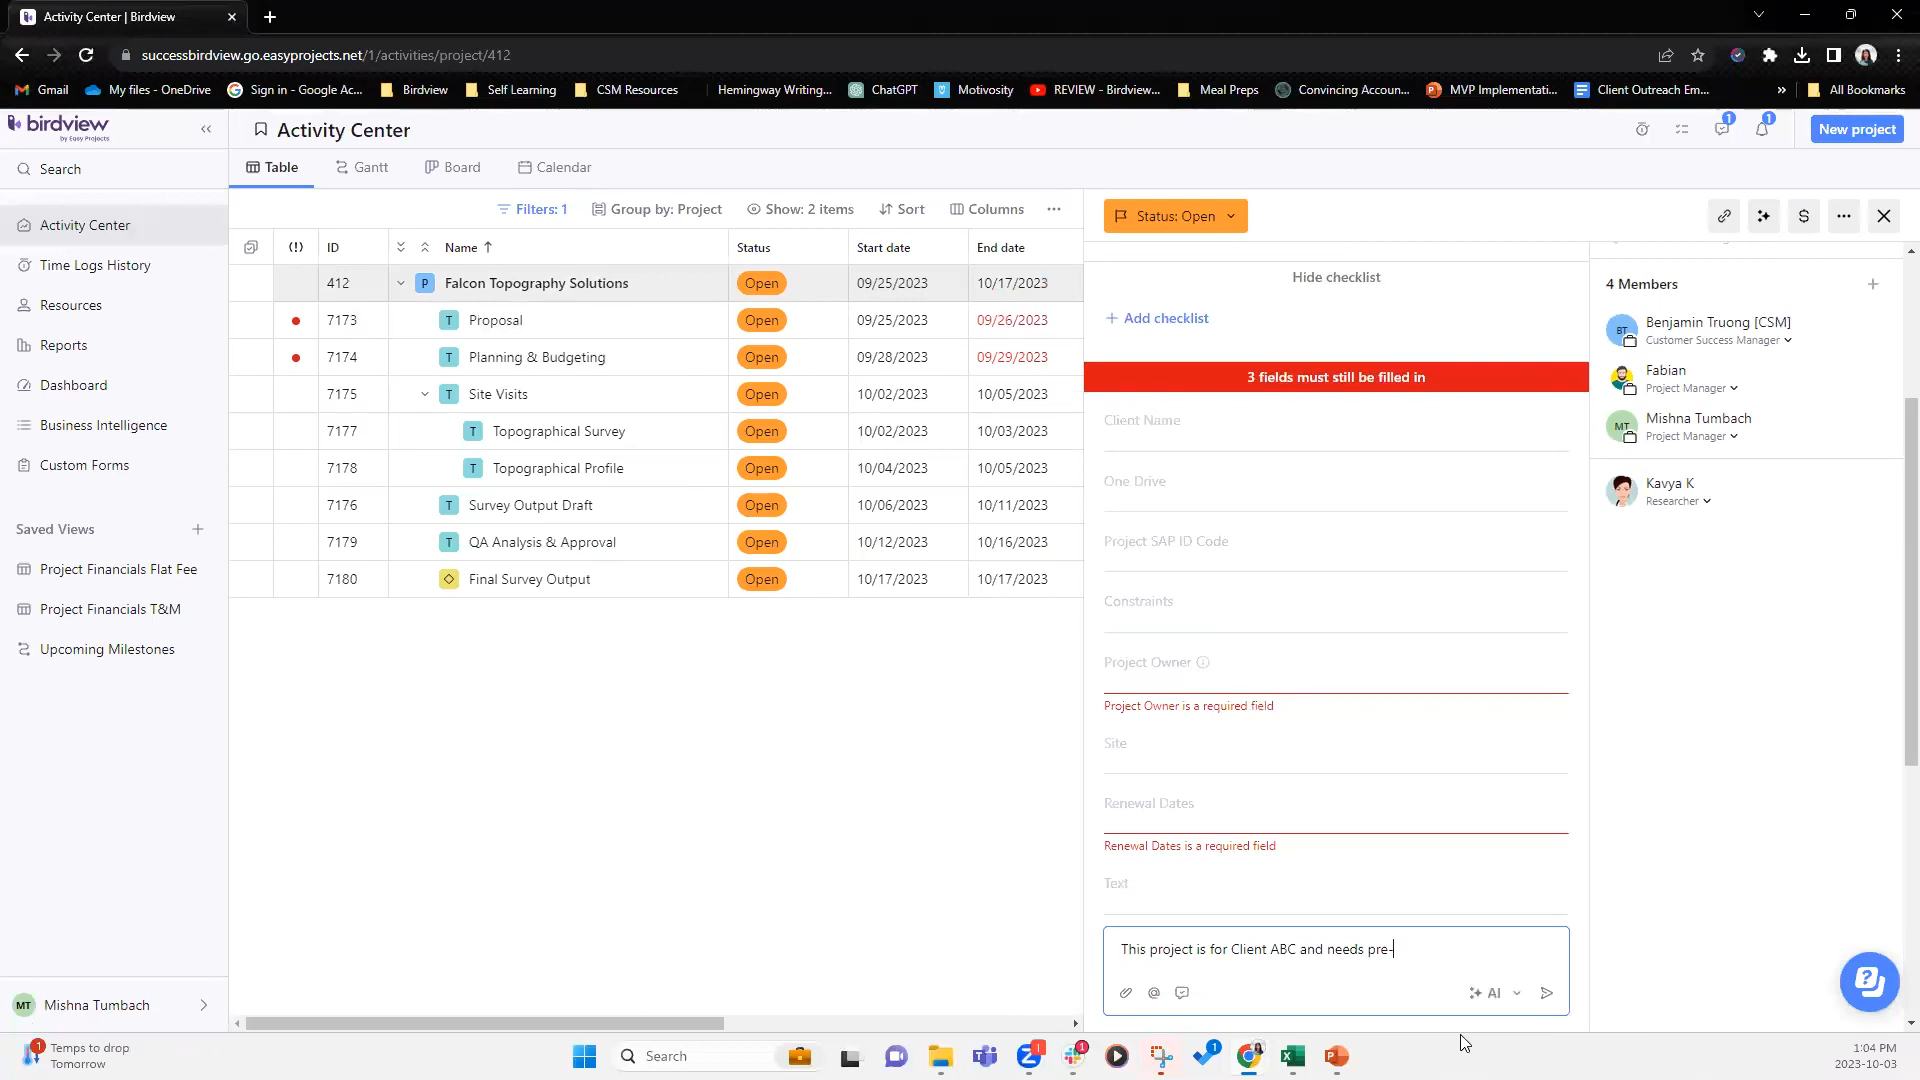 Activity Center | Birdview
successbirdview.go.easyprojects.net/1/activities/project/412
Gmail
My files - OneDrive
Sign in - Google Ac...
Birdview
Self Learning
CSM Resources
Hemingway Writing...
ChatGPT
Motivosity
REVIEW - Birdview...
Meal Preps
Convincing Accoun...
MVP Implementati...
Client Outreach Em...
»
All Bookmarks
birdview
by Easy Projects
Activity Center
1
1
New project
Search
Table
Gantt
Board
Calendar
Activity Center
Time Logs History
Resources
Reports
Dashboard
Business Intelligence
Custom Forms
Saved Views
Project Financials Flat Fee
Project Financials T&M
Upcoming Milestones
MT Mishna Tumbach
Filters: 1
Group by: Project
Show: 2 items
Sort
Columns
(!) ID Name Status Start date End date
412 P Falcon Topography Solutions Open 09/25/2023 10/17/2023
7173 T Proposal Open 09/25/2023 09/26/2023
7174 T Planning & Budgeting Open 09/28/2023 09/29/2023
7175 T Site Visits Open 10/02/2023 10/05/2023
7177 T Topographical Survey Open 10/02/2023 10/03/2023
7178 T Topographical Profile Open 10/04/2023 10/05/2023
7176 T Survey Output Draft Open 10/06/2023 10/11/2023
7179 T QA Analysis & Approval Open 10/12/2023 10/16/2023
7180 Final Survey Output Open 10/17/2023 10/17/2023
Status: Open
$
Hide checklist
+ Add checklist
3 fields must still be filled in
Client Name
One Drive
Project SAP ID Code
Constraints
Project Owner
Project Owner is a required field
Site
Renewal Dates
Renewal Dates is a required field
Text
This project is for Client ABC and needs pre-
AI
4 Members
BT Benjamin Truong [CSM]
Customer Success Manager
Fabian
Project Manager
MT Mishna Tumbach
Project Manager
Kavya K
Researcher
1
Temps to drop
Tomorrow
Search
1
1
1
1:04 PM
2023-10-03